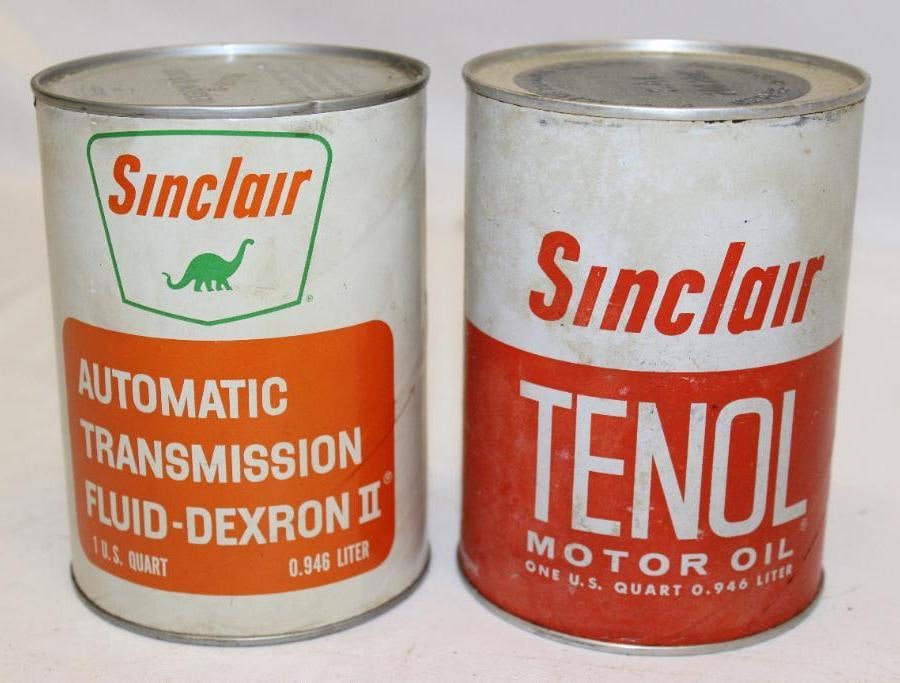 Sinclair
®
AUTOMATIC
TRANSMISSION
FLUID-DEXRON II®
1 U.S. QUART 0.946 LITER
Sinclair
TENOL®
MOTOR OIL
ONE U.S. QUART 0.946 LITER